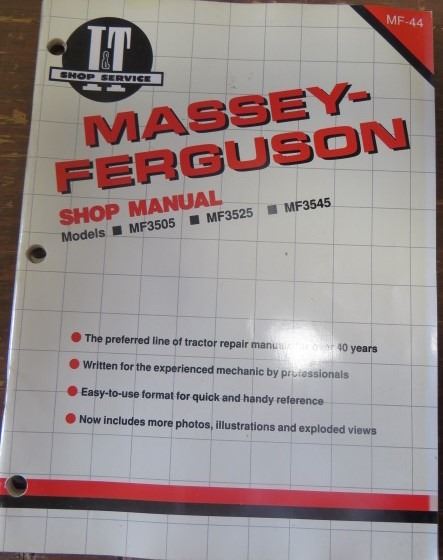 MF-44
I&T
SHOP SERVICE
MASSEY-
FERGUSON
SHOP MANUAL
Models ■ MF3505 ■ MF3525 ■ MF3545
● The preferred line of tractor repair over 40 years
● Written for the experienced mechanic by professionals
● Easy-to-use format for quick and handy reference
● Now includes more photos, illustrations and exploded views